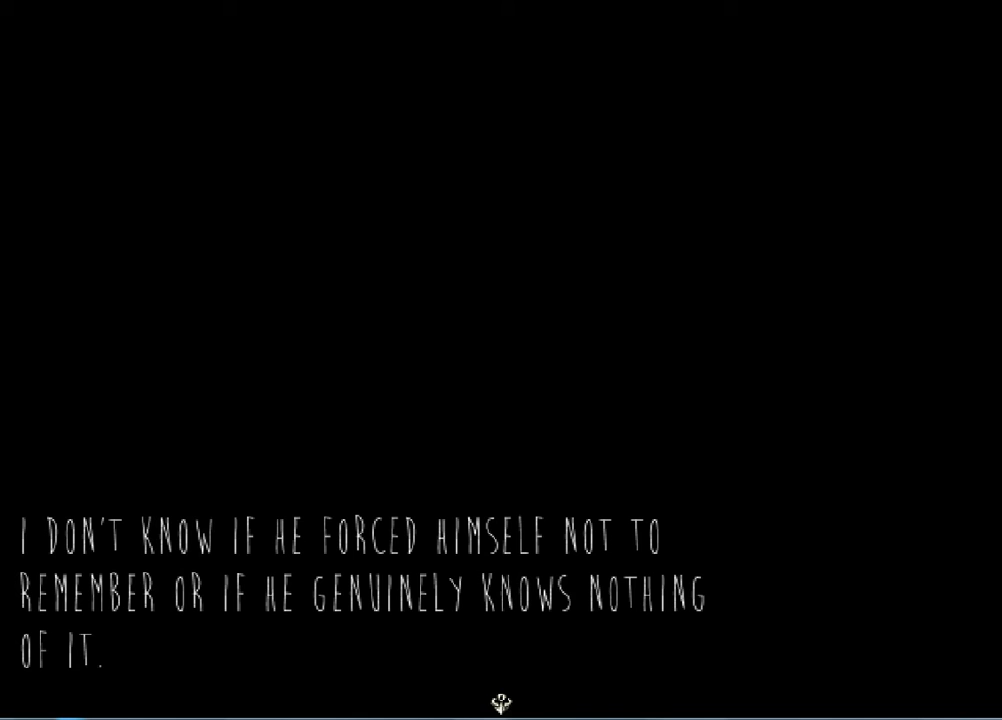 I DON'T KNOW IF HE FORCED HIMSELF NOT TO
REMEMBER OR IF HE GENUINELY KNOWS NOTHING
OF IT.